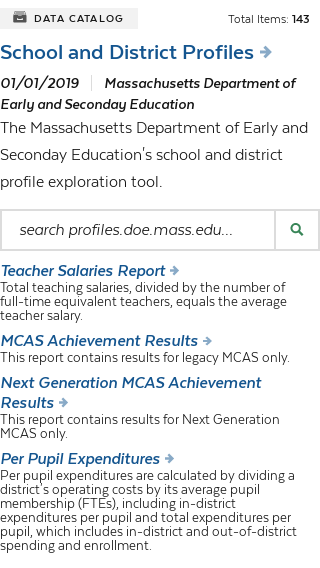 DATA CATALOG
Total Items: 143
School and District Profiles
01/01/2019 Massachusetts Department of
Early and Seconday Education
The Massachusetts Department of Early and
Seconday Education's school and district
profile exploration tool.
search profiles.doe.mass.edu...
Teacher Salaries Report
Total teaching salaries, divided by the number of
full-time equivalent teachers, equals the average
teacher salary.
MCAS Achievement Results
This report contains results for legacy MCAS only.
Next Generation MCAS Achievement
Results
This report contains results for Next Generation
MCAS only.
Per Pupil Expenditures
Per pupil expenditures are calculated by dividing a
district's operating costs by its average pupil
membership (FTEs), including in-district
expenditures per pupil and total expenditures per
pupil, which includes in-district and out-of-district
spending and enrollment.